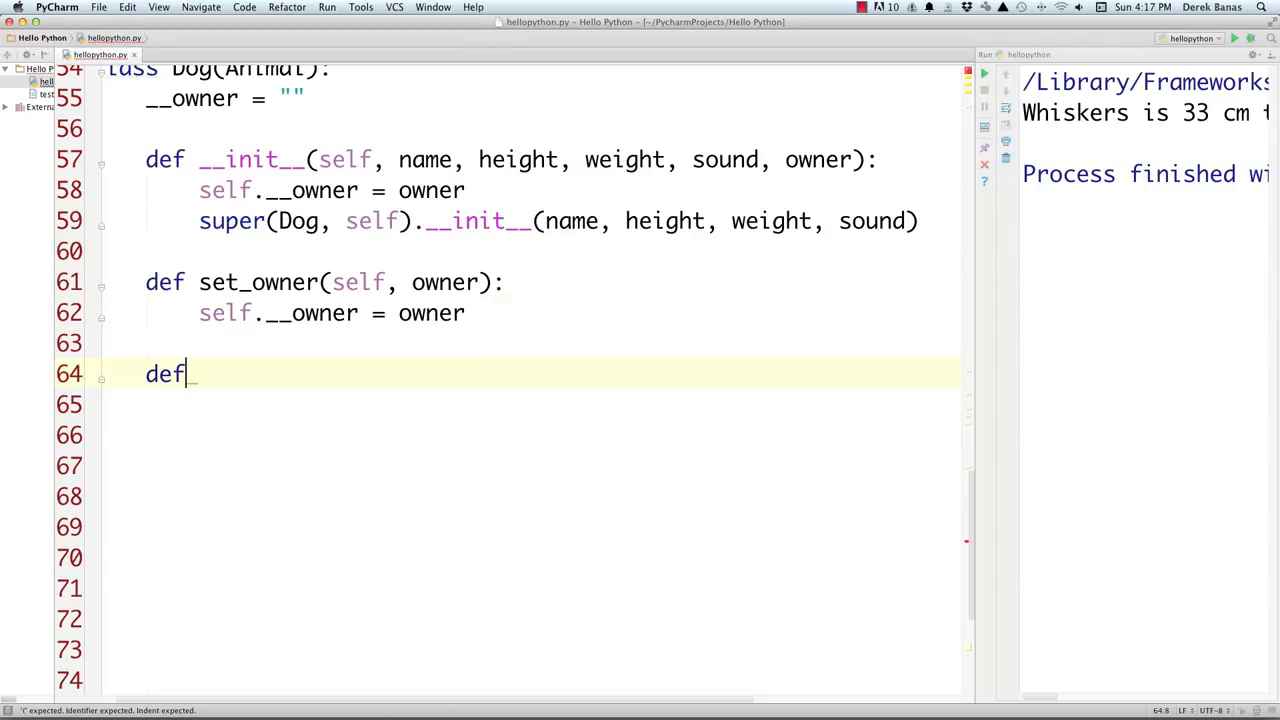 PyCharm File Edit View Navigate Code Refactor Run Tools VCS Window Help 10 Sun 4:17 PM Derek Banas
hellopython.py - Hello Python - [~/PycharmProjects/Hello Python]
Hello Python hellopython.py hellopython
hellopython.py × Run hellopython
Hello P
hell
test
Externa
54 lass Dog(Animal):
55 __owner = ""
56
57 def __init__(self, name, height, weight, sound, owner):
58 self.__owner = owner
59 super(Dog, self).__init__(name, height, weight, sound)
60
61 def set_owner(self, owner):
62 self.__owner = owner
63
64 def
65
66
67
68
69
70
71
72
73
74
/Library/Frameworks
Whiskers is 33 cm t
Process finished wi
'(' expected. Identifier expected. Indent expected. 64:8 LF UTF-8